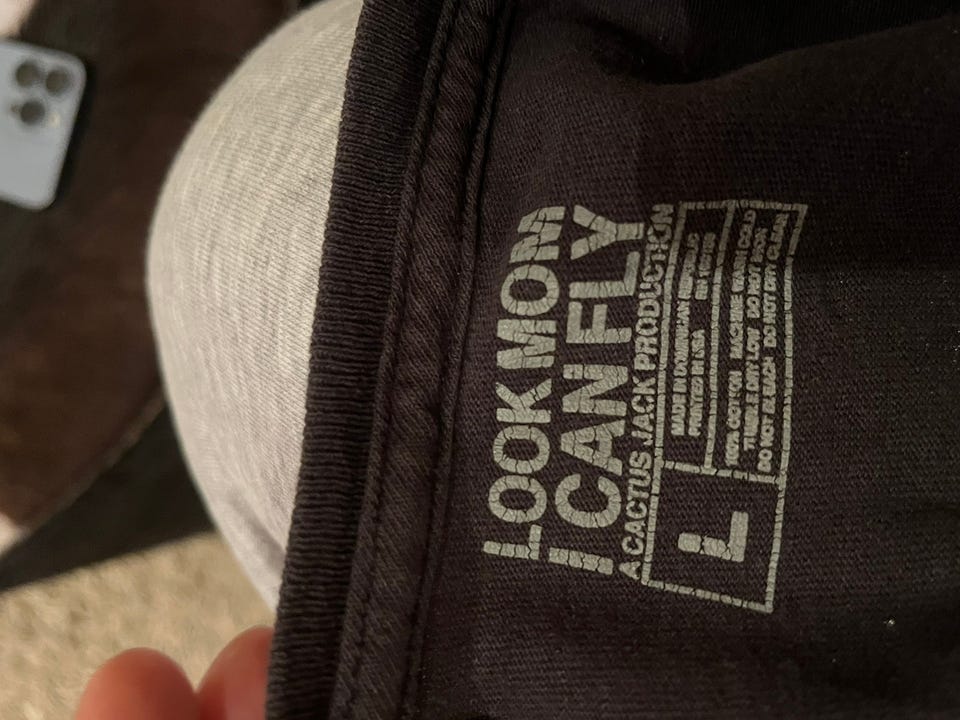 LOOK MOM
I CAN FLY
A CACTUS JACK PRODUCTION
MADE IN DOMINICAN REPUBLIC
PRINTED IN USA
L
100% COTTON MACHINE WASH COLD
TUMBLE DRY LOW DO NOT IRON
DO NOT BLEACH DO NOT DRY CLEAN